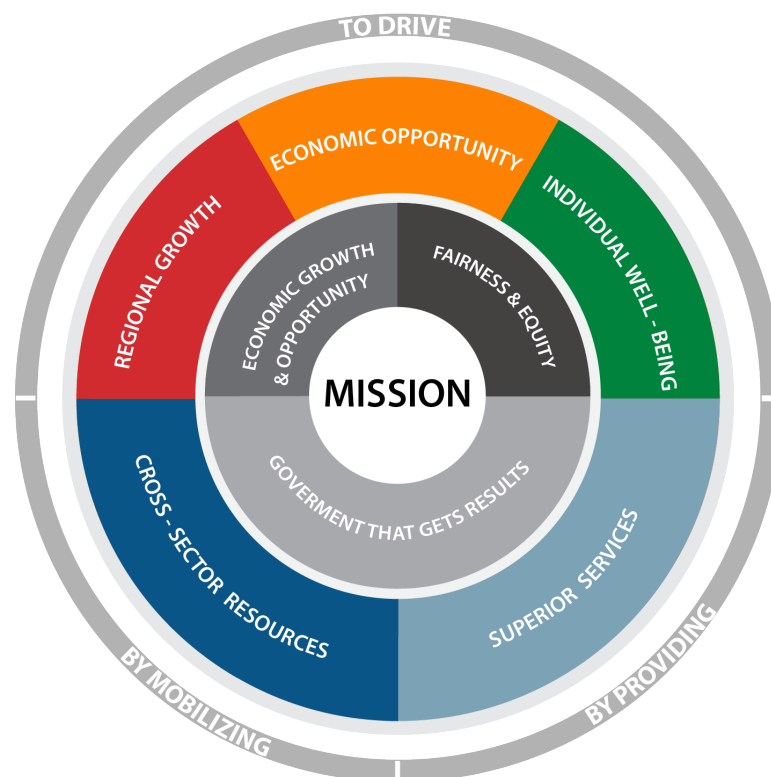 TO DRIVE
ECONOMIC OPPORTUNITY
REGIONAL GROWTH
INDIVIDUAL WELL - BEING
ECONOMIC GROWTH
& OPPORTUNITY
FAIRNESS & EQUITY
MISSION
GOVERMENT THAT GETS RESULTS
CROSS - SECTOR RESOURCES
SUPERIOR SERVICES
BY MOBILIZING
BY PROVIDING